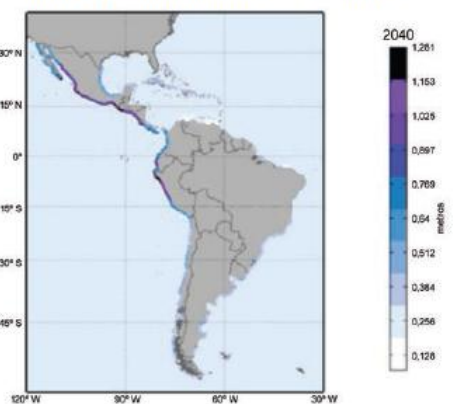 2040
1,281
1,153
1,025
0,897
0,769
0,64
0,512
0,384
0,256
0,128
metros
30° N
15° N
0°
15° S
30° S
45° S
120° W
90° W
60° W
30° W